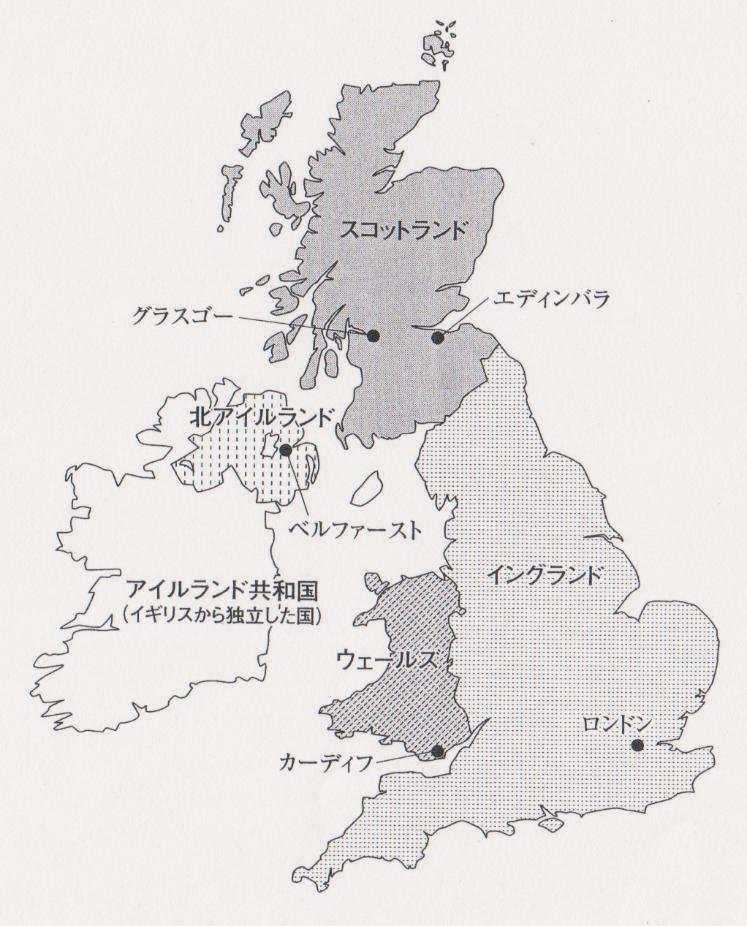 スコットランド
エディンバラ
グラスゴー
北アイルランド
ベルファースト
イングランド
アイルランド共和国
(イギリスから独立した国)
ウェールズ
ロンドン
カーディフ